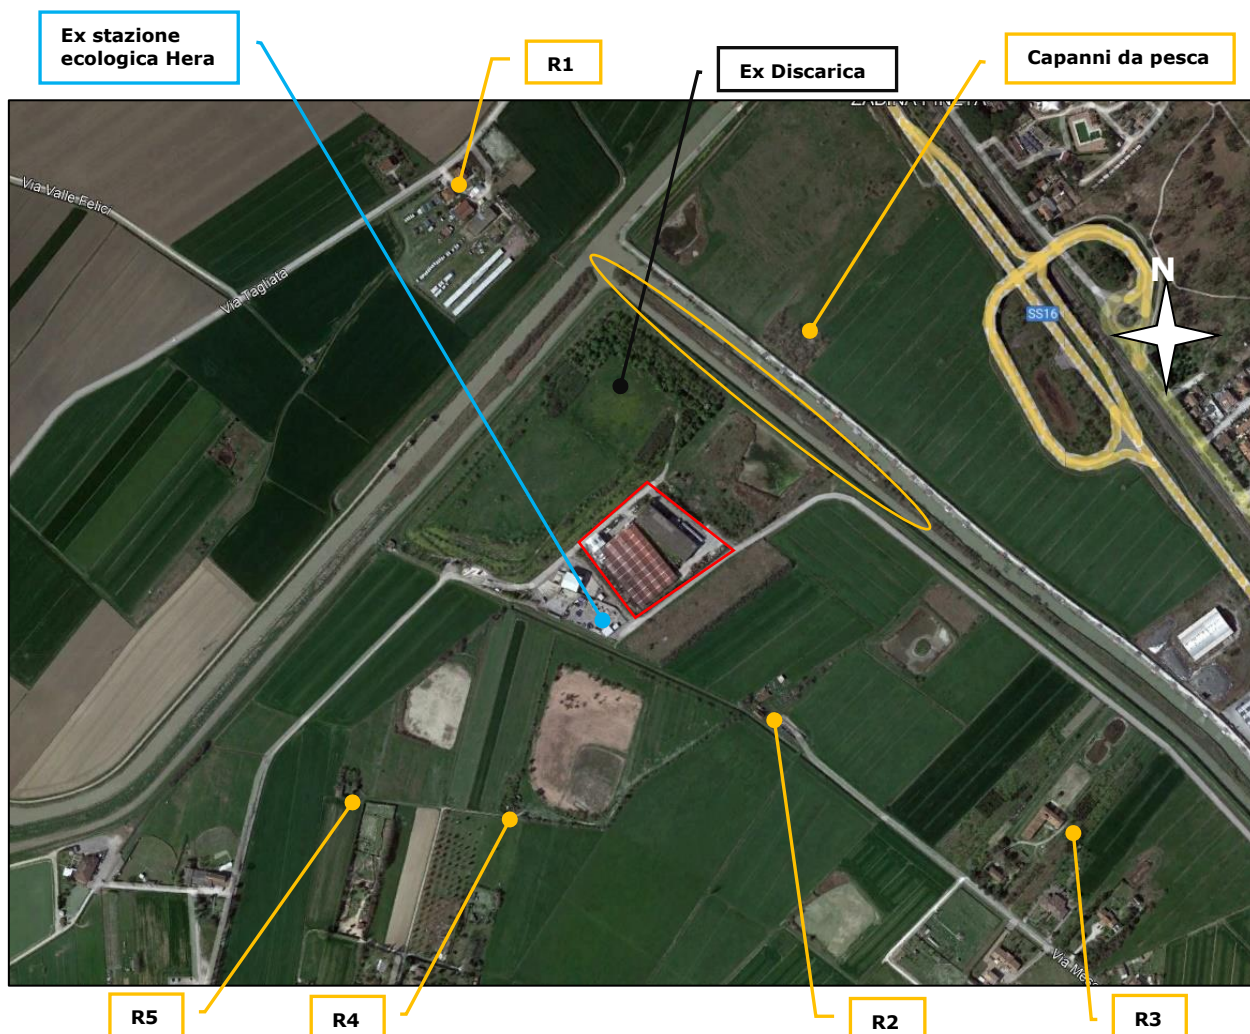 Ex stazione
ecologica Hera
R1
Ex Discarica
Capanni da pesca
Via Valle Felici
Via Tagliata
N
SS16
R5
R4
R2
R3